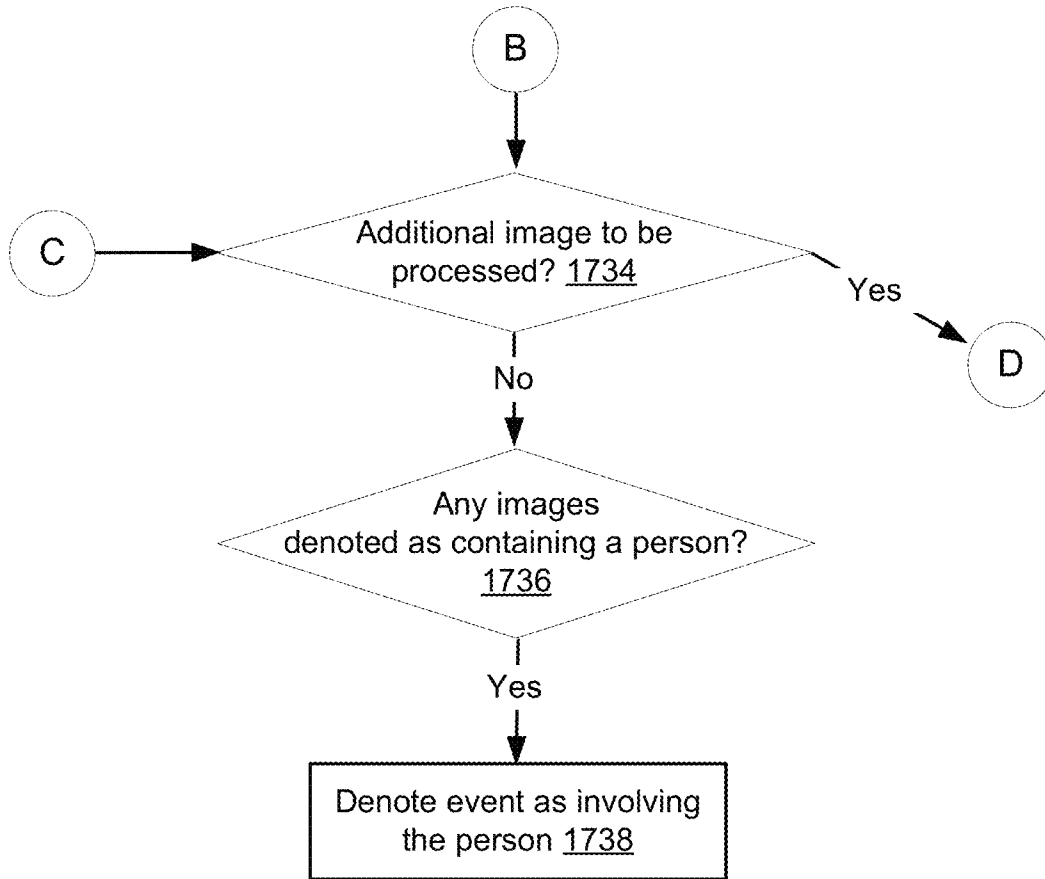 B
C
Additional image to be
processed? 1734
Yes
D
No
Any images
denoted as containing a person?
1736
Yes
Denote event as involving
the person 1738